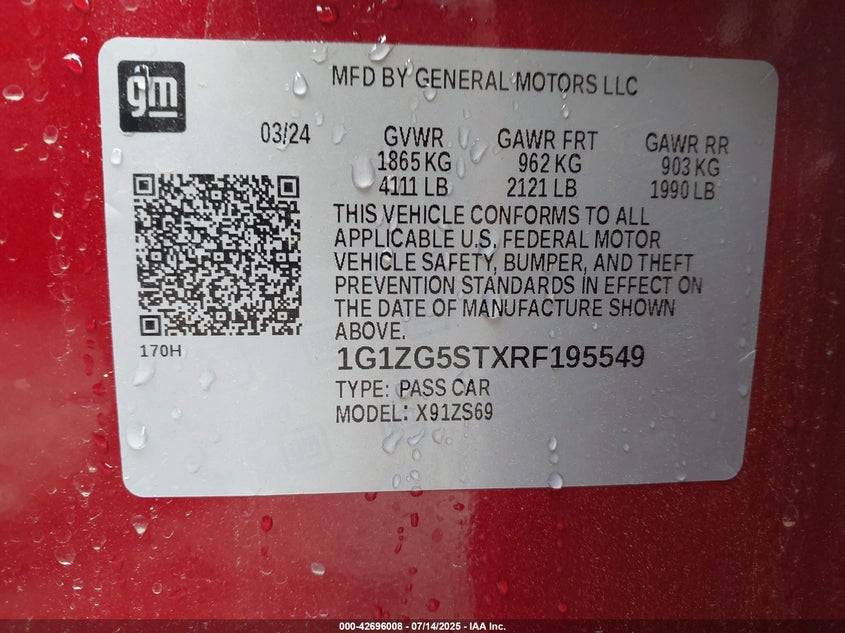 gm
MFD BY GENERAL MOTORS LLC
03/24 GVWR GAWR FRT GAWR RR
1865 KG 962 KG 903 KG
4111 LB 2121 LB 1990 LB
THIS VEHICLE CONFORMS TO ALL
APPLICABLE U.S. FEDERAL MOTOR
VEHICLE SAFETY, BUMPER, AND THEFT
PREVENTION STANDARDS IN EFFECT ON
THE DATE OF MANUFACTURE SHOWN
ABOVE.
170H
1G1ZG5STXRF195549
TYPE: PASS CAR
MODEL: X91ZS69
000-42696008 - 07/14/2025 - IAA Inc.